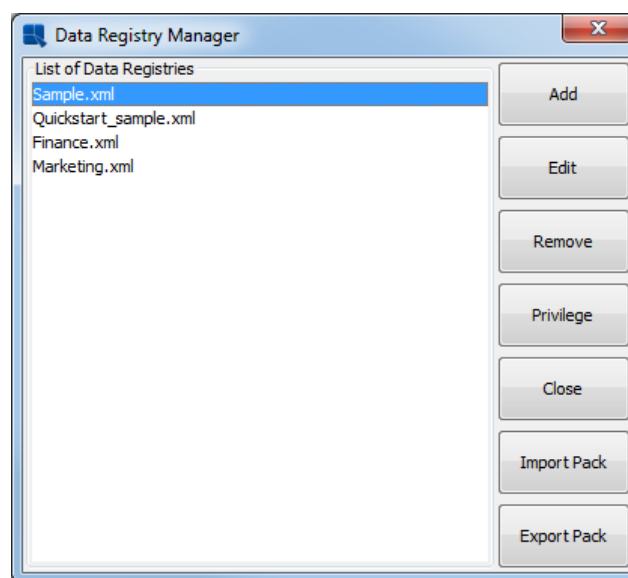 Data Registry Manager
List of Data Registries
Sample.xml
Quickstart_sample.xml
Finance.xml
Marketing.xml
Add
Edit
Remove
Privilege
Close
Import Pack
Export Pack